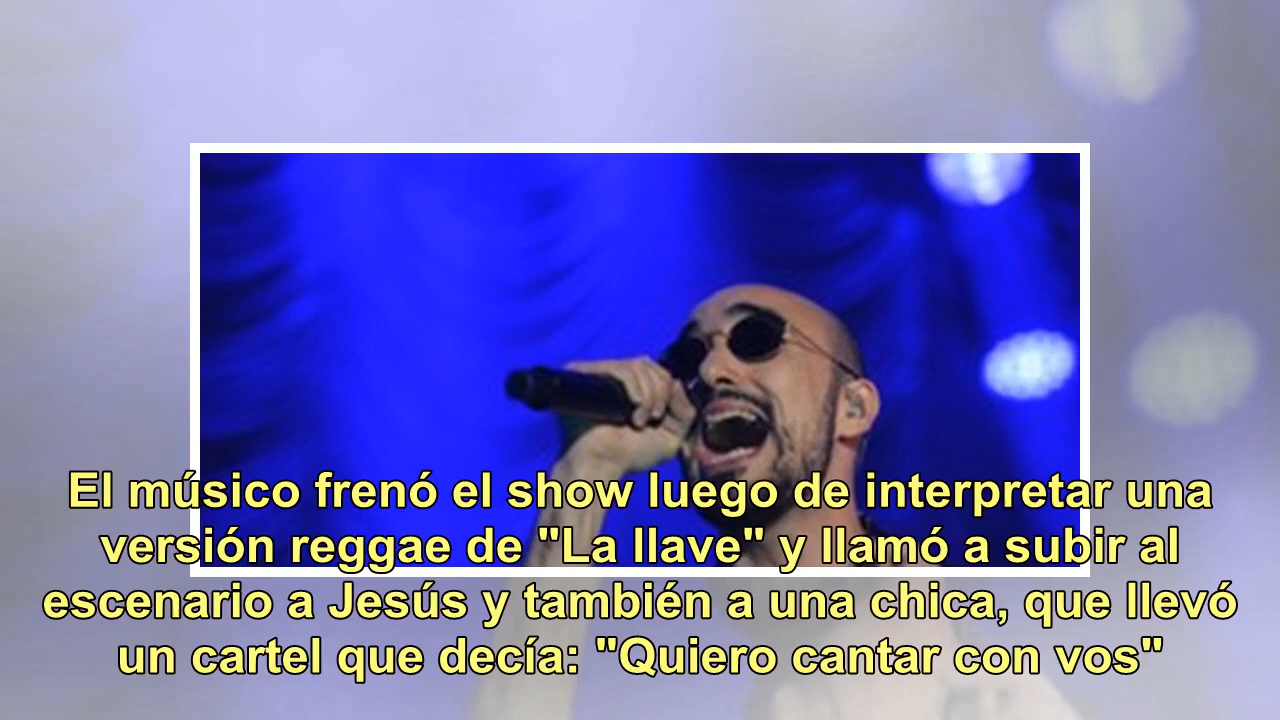 El músico frenó el show luego de interpretar una
versión reggae de "La llave" y llamó a subir al
escenario a Jesús y también a una chica, que llevó
un cartel que decía: "Quiero cantar con vos"